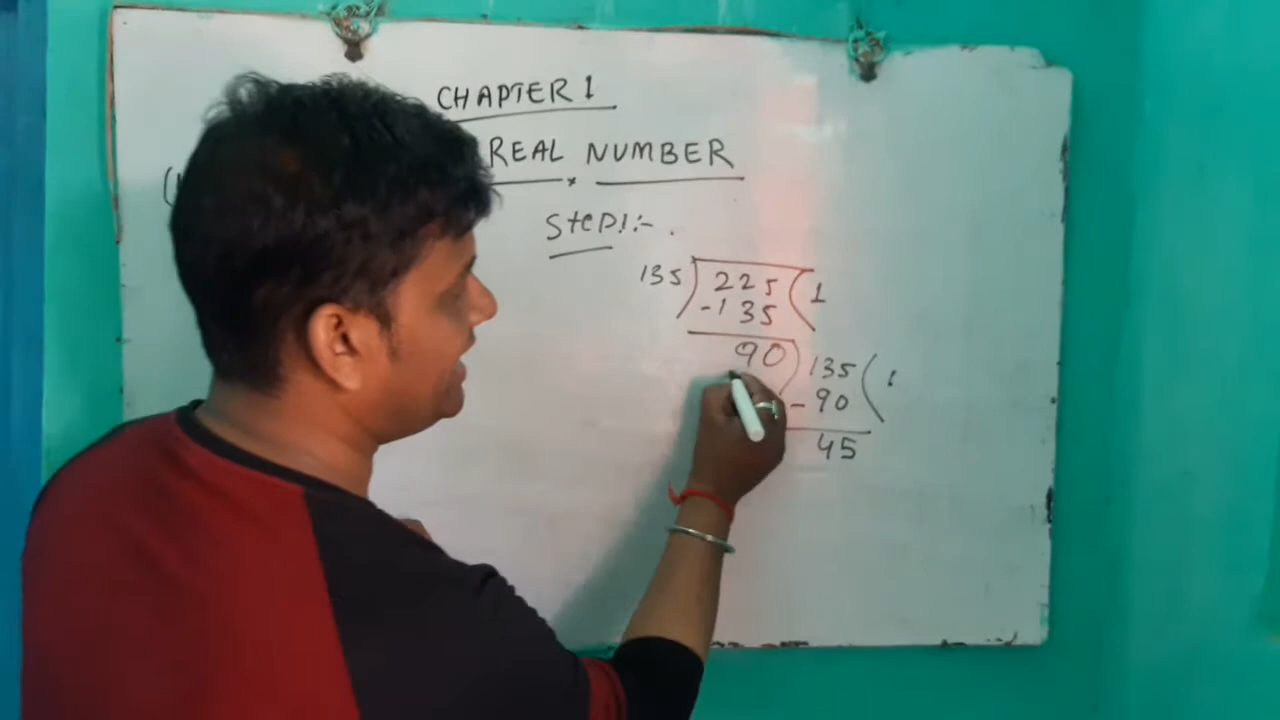 CHAPTER 1
REAL NUMBER
Step1:-
135) 225 ( 1
-135
90) 135 ( 1
-90
45